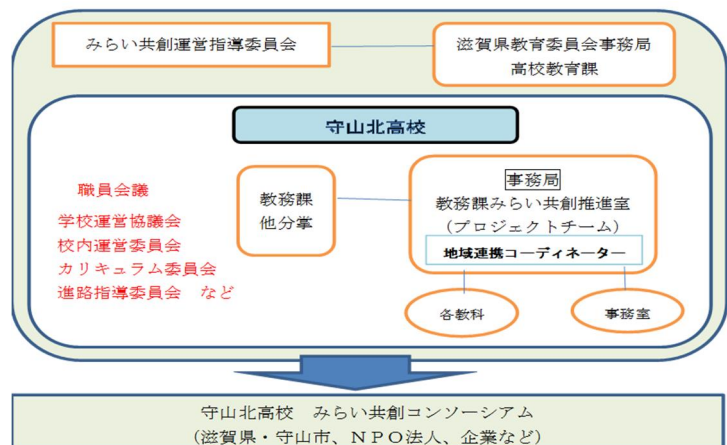 みらい共創運営指導委員会
滋賀県教育委員会事務局
高校教育課
守山北高校
職員会議
学校運営協議会
校内運営委員会
カリキュラム委員会
進路指導委員会　など
教務課
他分掌
事務局
教務課みらい共創推進室
（プロジェクトチーム）
地域連携コーディネーター
各教科
事務室
守山北高校　みらい共創コンソーシアム
（滋賀県・守山市、ＮＰＯ法人、企業など）